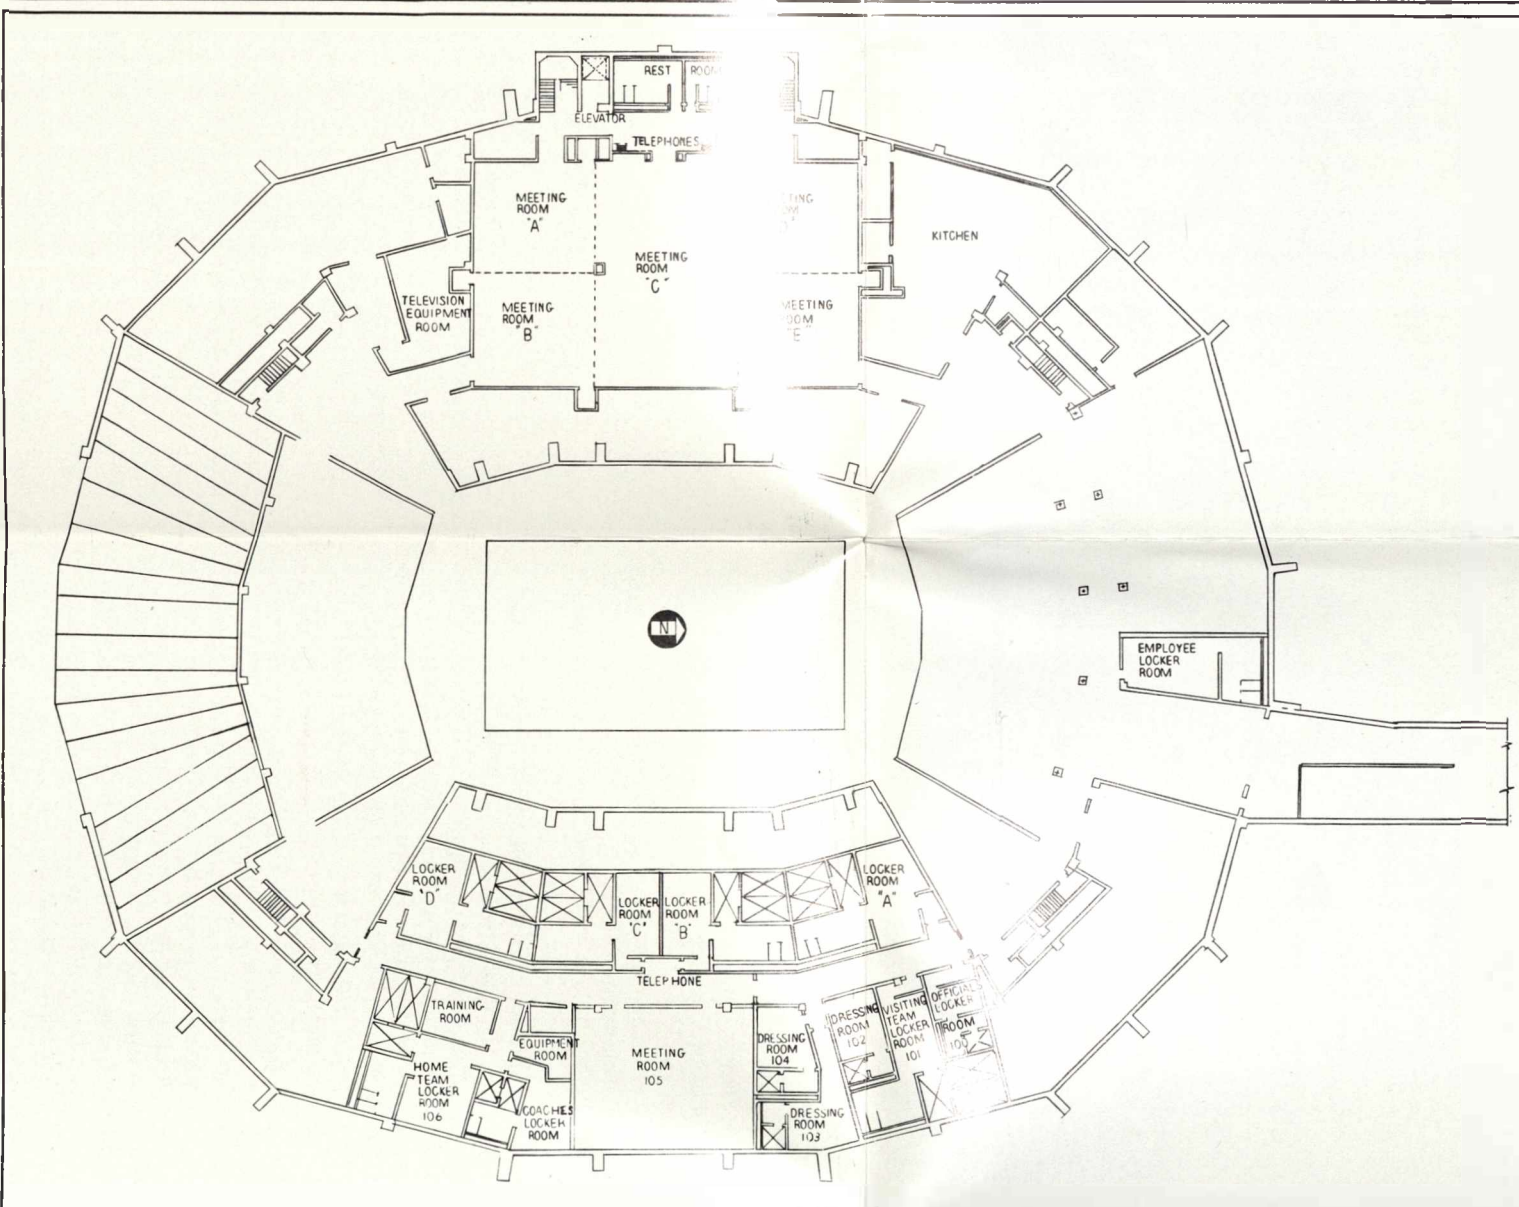 REST ROOM
ELEVATOR
TELEPHONES
MEETING
ROOM
"A"
MEETING
ROOM
"C"
KITCHEN
TELEVISION
EQUIPMENT
ROOM
MEETING
ROOM
"B"
MEETING
ROOM
"E"
N
EMPLOYEE
LOCKER
ROOM
LOCKER
ROOM
"D"
LOCKER
ROOM
"C"
LOCKER
ROOM
"B"
LOCKER
ROOM
"A"
TELEPHONE
TRAINING
ROOM
EQUIPMENT
ROOM
HOME
TEAM
LOCKER
ROOM
106
COACHES
LOCKER
ROOM
MEETING
ROOM
105
DRESSING
ROOM
104
DRESSING
ROOM
103
DRESSING
ROOM
102
VISITING
TEAM
LOCKER
ROOM
101
OFFICIALS
LOCKER
ROOM
100